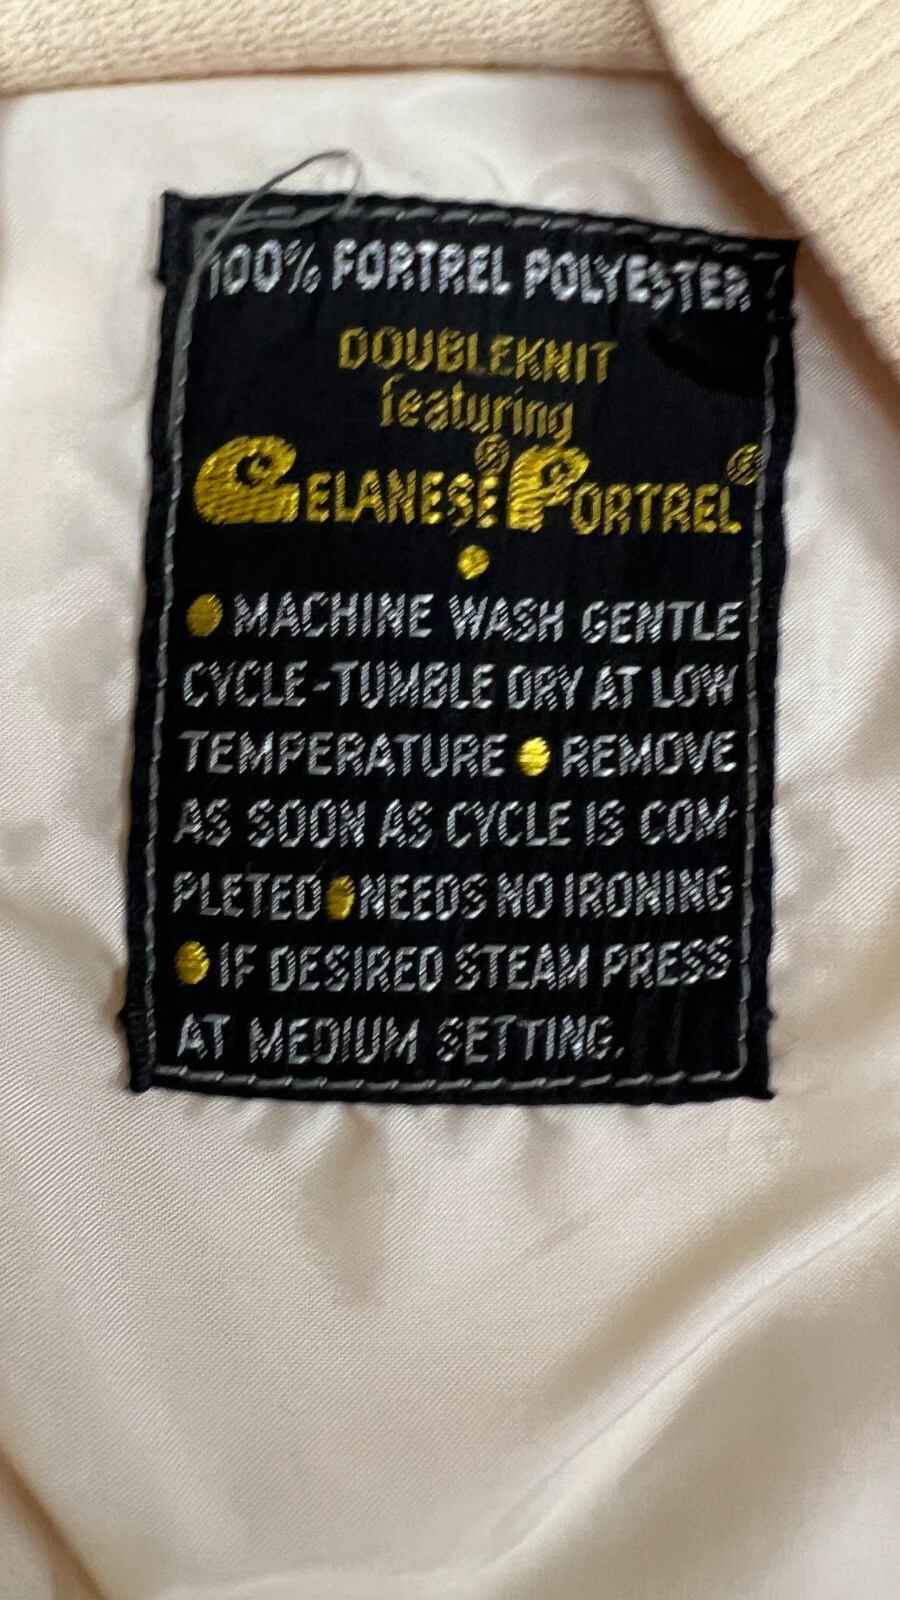 100% FORTREL POLYESTER
DOUBLEKNIT
featuring
CELANESE® FORTREL®
•
• MACHINE WASH GENTLE
CYCLE-TUMBLE DRY AT LOW
TEMPERATURE • REMOVE
AS SOON AS CYCLE IS COM-
PLETED • NEEDS NO IRONING
• IF DESIRED STEAM PRESS
AT MEDIUM SETTING.